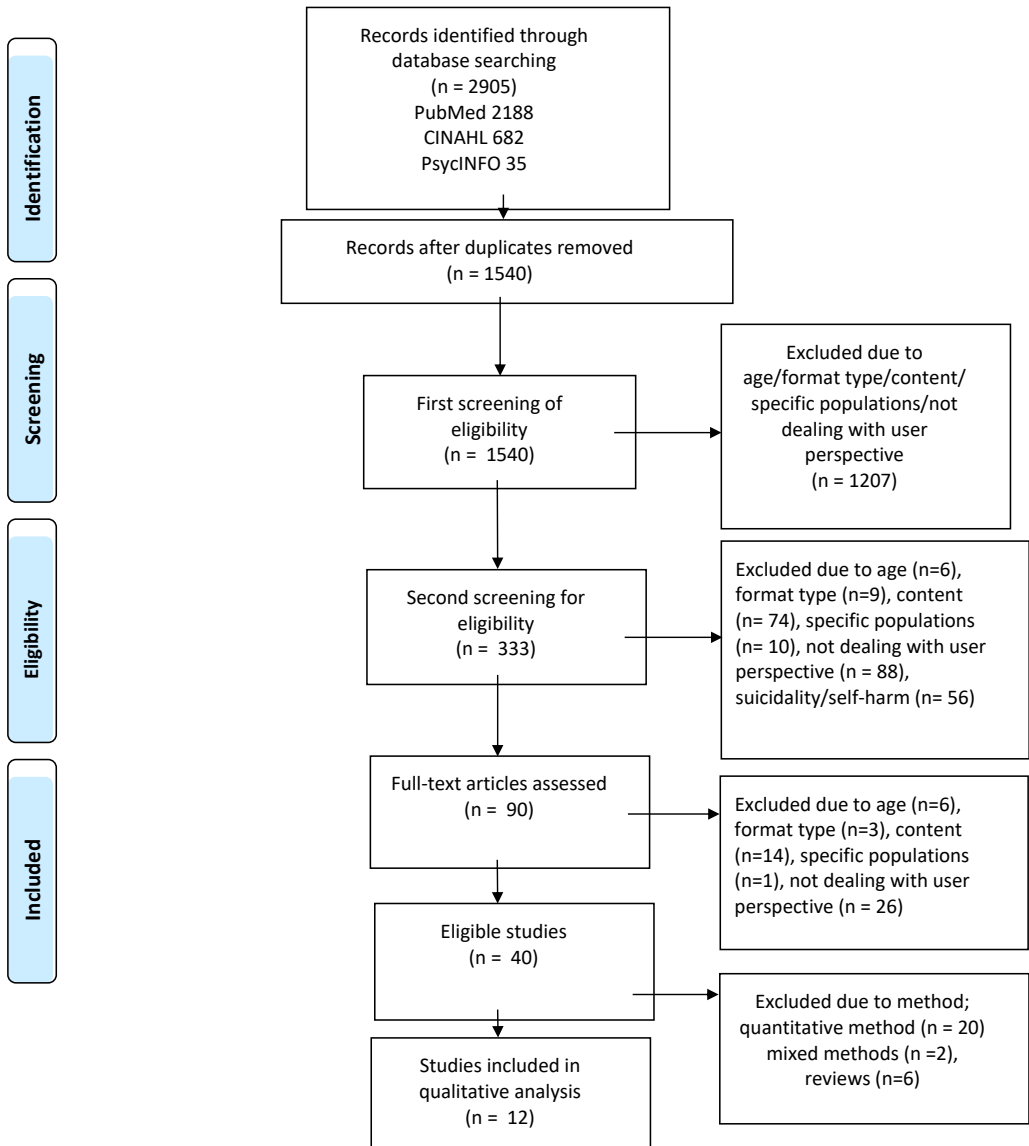 Identification
Records identified through
database searching
(n = 2905)
PubMed 2188
CINAHL 682
PsycINFO 35
Records after duplicates removed
(n = 1540)
Screening
First screening of
eligibility
(n =  1540)
Excluded due to
age/format type/content/
specific populations/not
dealing with user
perspective
(n = 1207)
Eligibility
Second screening for
eligibility
(n =  333)
Excluded due to age (n=6),
format type (n=9), content
(n= 74), specific populations
(n= 10), not dealing with user
perspective (n = 88),
suicidality/self-harm (n= 56)
Included
Full-text articles assessed
(n =  90)
Excluded due to age (n=6),
format type (n=3), content
(n=14), specific populations
(n=1), not dealing with user
perspective (n = 26)
Eligible studies
(n =  40)
Excluded due to method;
quantitative method (n = 20)
mixed methods (n =2),
reviews (n=6)
Studies included in
qualitative analysis
(n =  12)